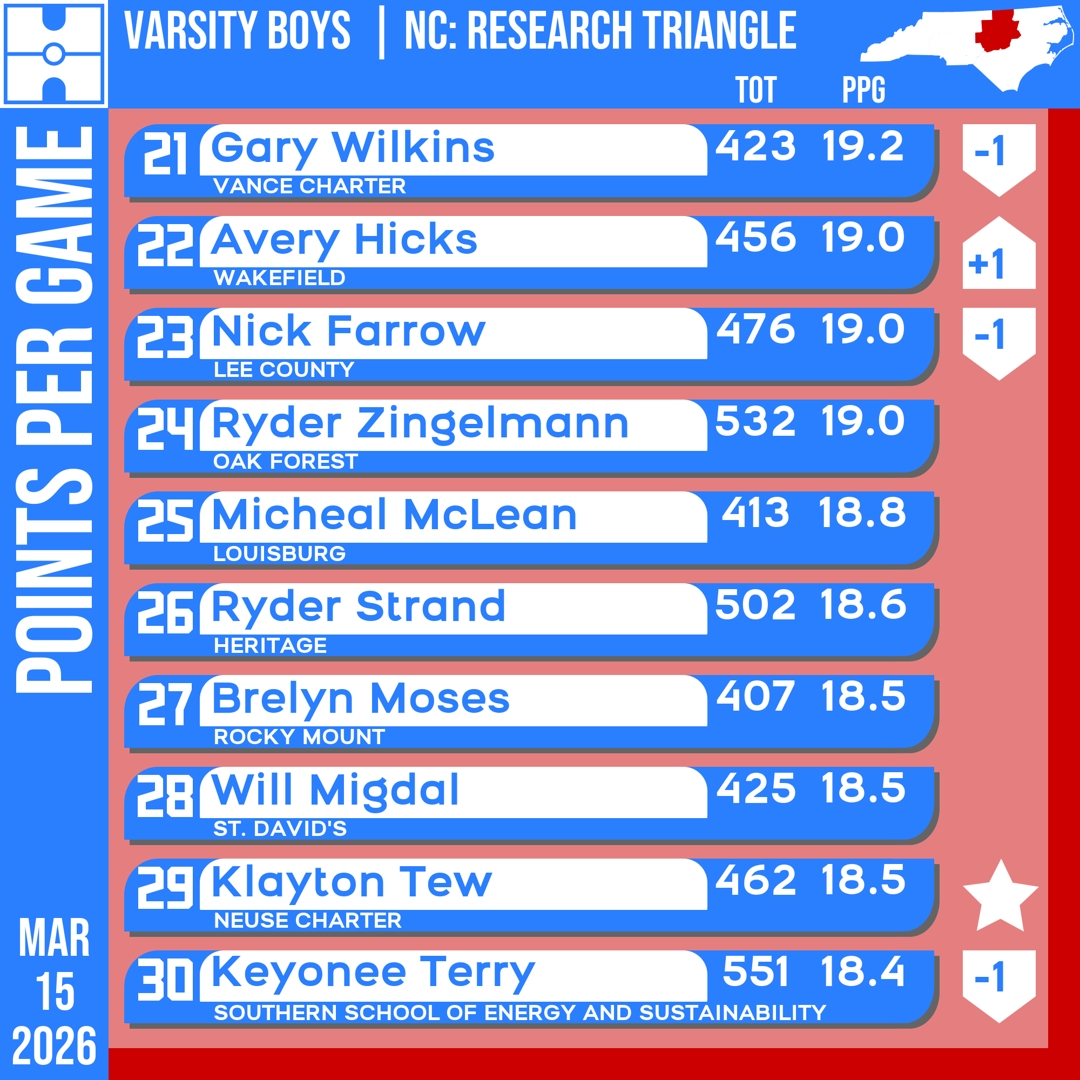 VARSITY BOYS | NC: RESEARCH TRIANGLE
TOT PPG
POINTS PER GAME
21 Gary Wilkins 423 19.2 -1
VANCE CHARTER
22 Avery Hicks 456 19.0 +1
WAKEFIELD
23 Nick Farrow 476 19.0 -1
LEE COUNTY
24 Ryder Zingelmann 532 19.0
OAK FOREST
25 Micheal McLean 413 18.8
LOUISBURG
26 Ryder Strand 502 18.6
HERITAGE
27 Brelyn Moses 407 18.5
ROCKY MOUNT
28 Will Migdal 425 18.5
ST. DAVID'S
29 Klayton Tew 462 18.5
NEUSE CHARTER
30 Keyonee Terry 551 18.4 -1
SOUTHERN SCHOOL OF ENERGY AND SUSTAINABILITY
MAR
15
2026